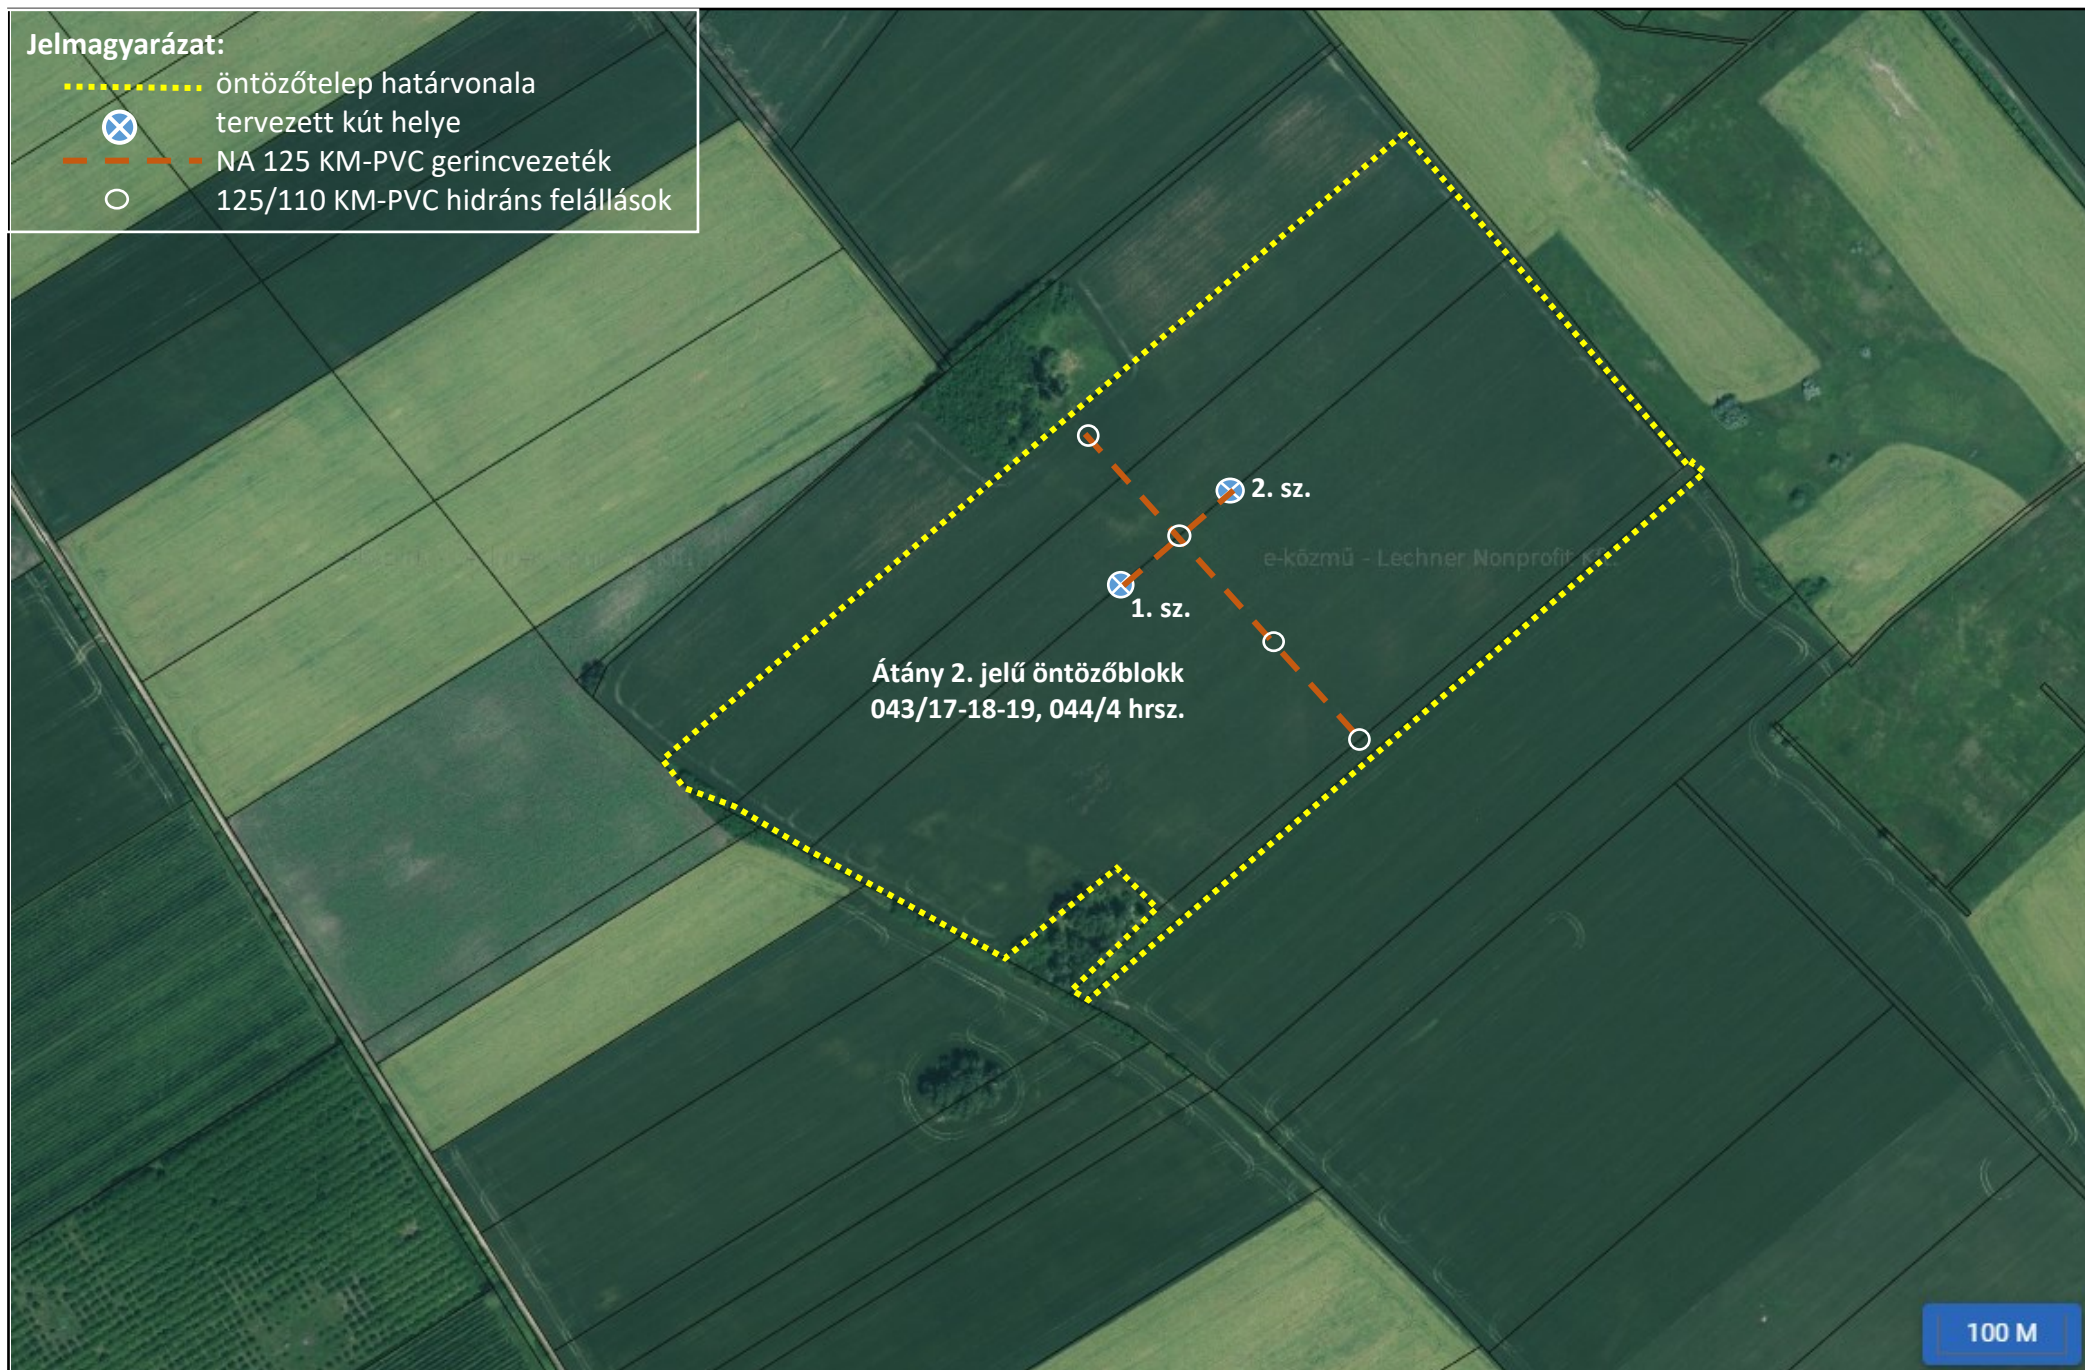 Jelmagyarázat:
öntözőtelep határvonala
tervezett kút helye
NA 125 KM-PVC gerincvezeték
125/110 KM-PVC hidráns felállások
2. sz.
e-közmű - Lechner Nonprofit Kft.
1. sz.
Átány 2. jelű öntözőblokk
043/17-18-19, 044/4 hrsz.
100 M